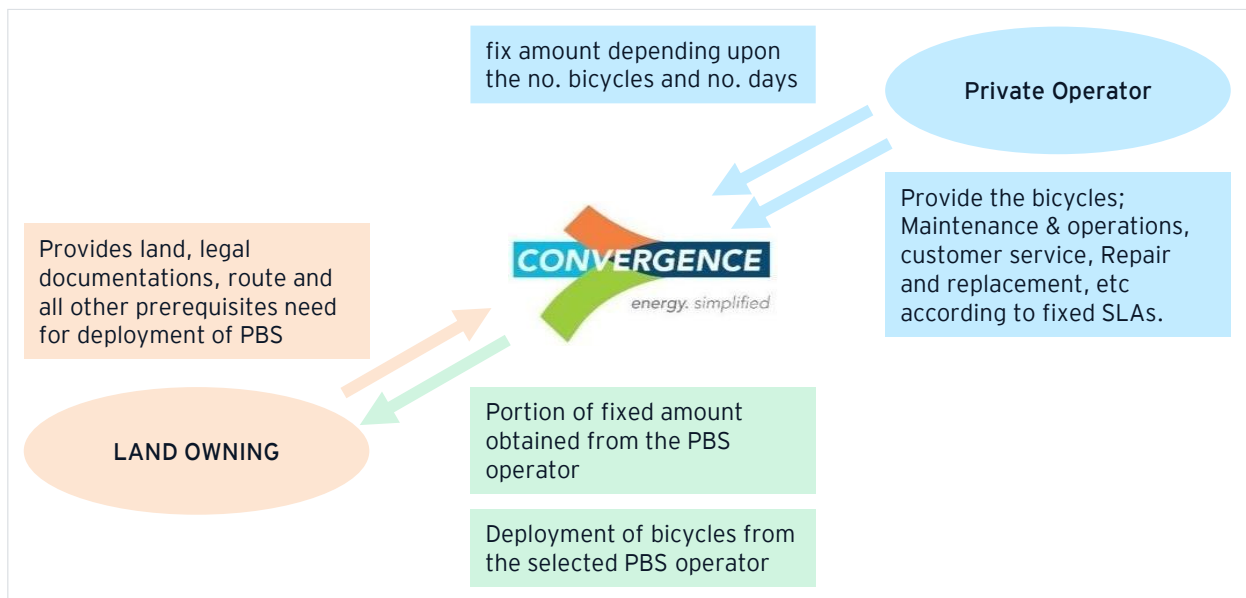 fix amount depending upon
the no. bicycles and no. days
Private Operator
Provide the bicycles;
Maintenance & operations,
customer service, Repair
and replacement, etc
according to fixed SLAs.
CONVERGENCE
energy. simplified
Provides land, legal
documentations, route and
all other prerequisites need
for deployment of PBS
LAND OWNING
Portion of fixed amount
obtained from the PBS
operator
Deployment of bicycles from
the selected PBS operator